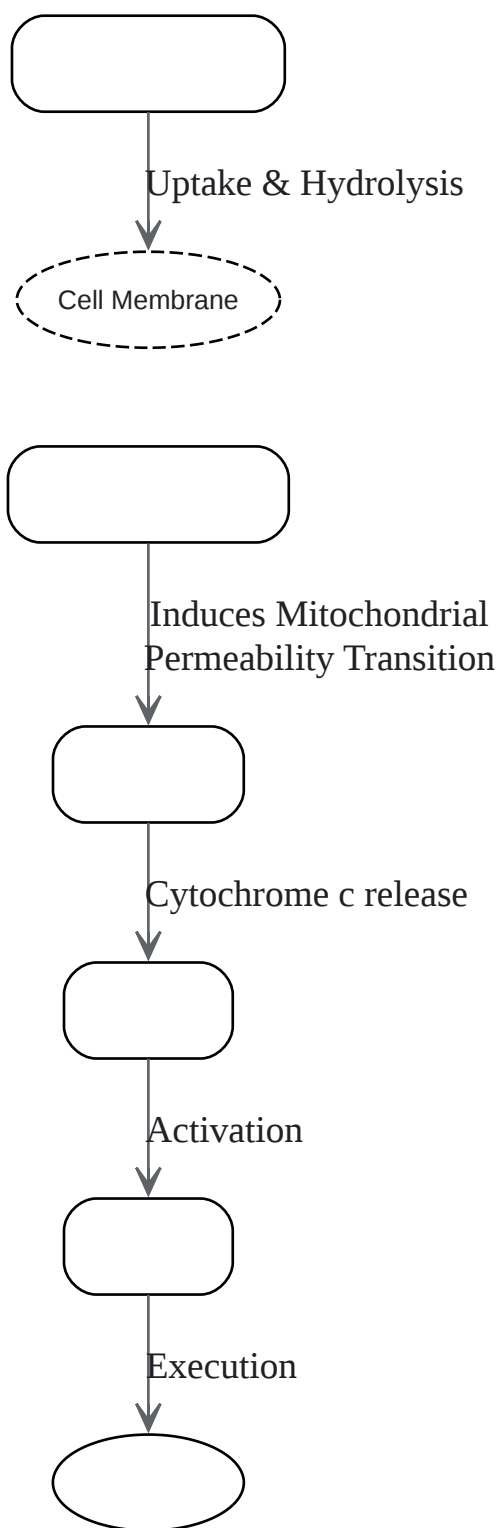 Uptake & Hydrolysis
Cell Membrane
Induces Mitochondrial
Permeability Transition
Cytochrome c release
Activation
Execution